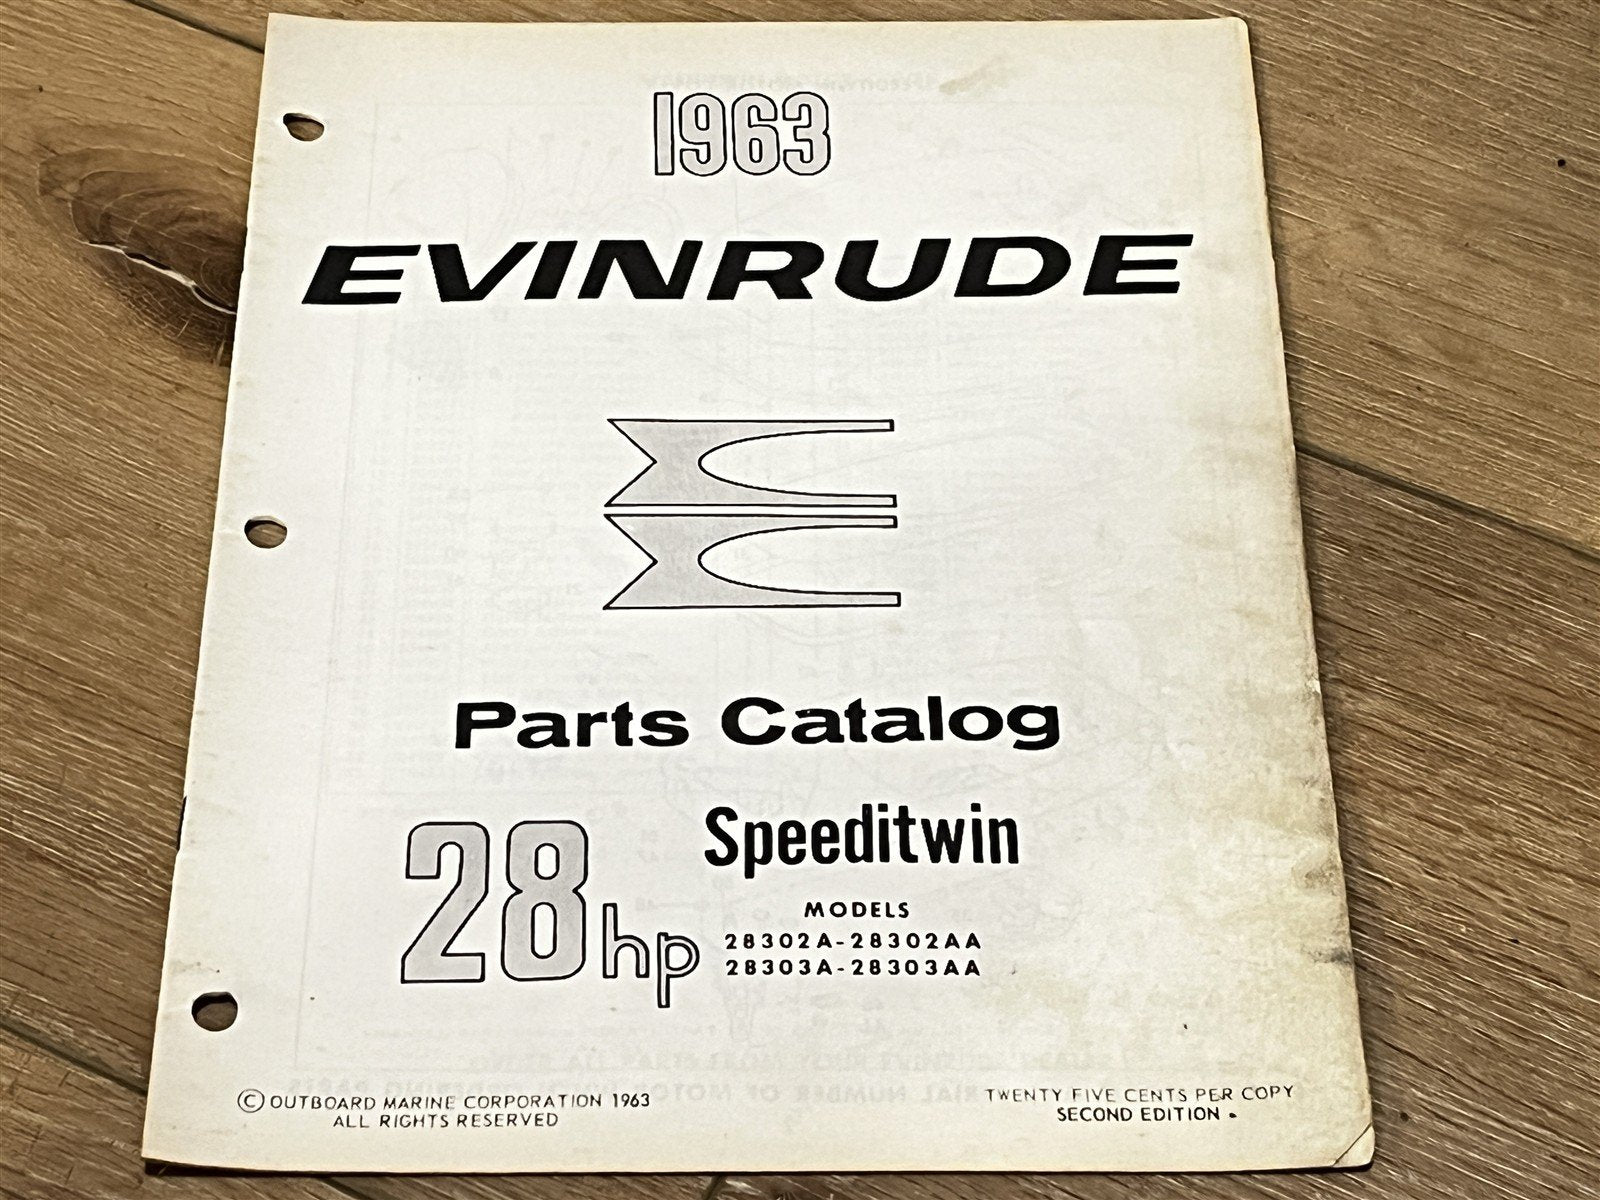 1963
EVINRUDE
Parts Catalog
28hp
Speeditwin
MODELS
28302A-28302AA
28303A-28303AA
© OUTBOARD MARINE CORPORATION 1963
ALL RIGHTS RESERVED
TWENTY FIVE CENTS PER COPY
SECOND EDITION